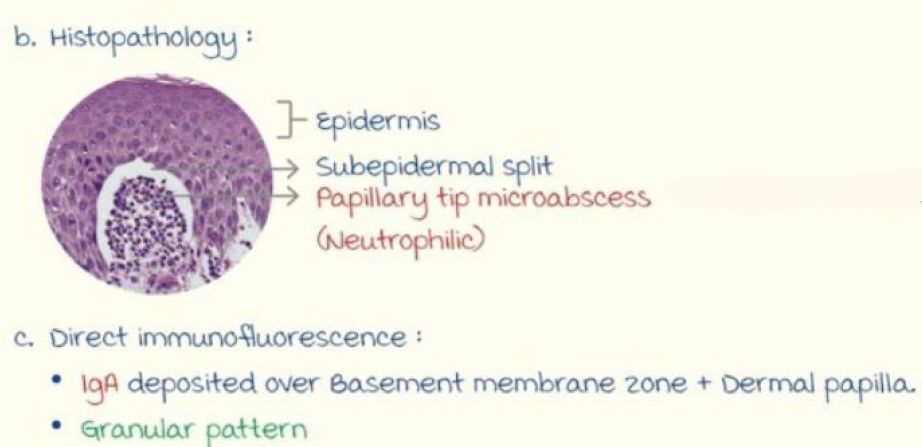 b. Histopathology :
Epidermis
Subepidermal split
Papillary tip microabscess
(Neutrophilic)
c. Direct immunofluorescence :
• IgA deposited over Basement membrane zone + Dermal papilla.
• Granular pattern